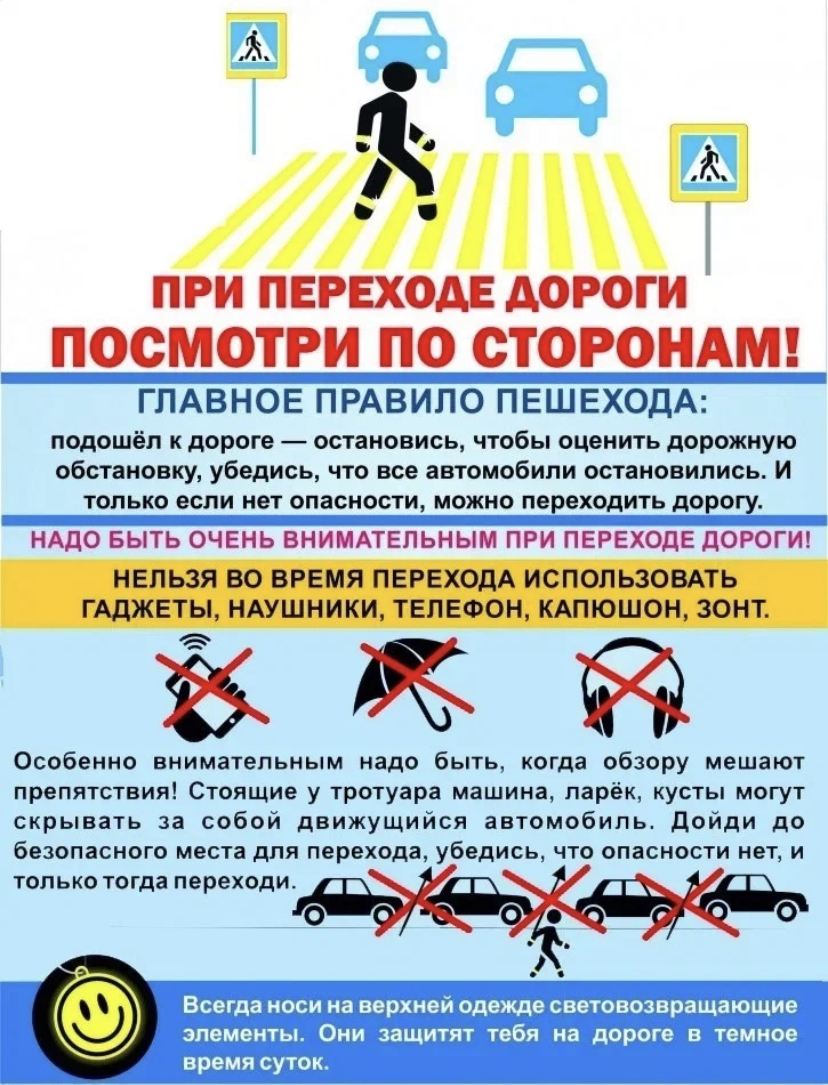 ПРИ ПЕРЕХОДЕ ДОРОГИ
ПОСМОТРИ ПО СТОРОНАМ!
ГЛАВНОЕ ПРАВИЛО ПЕШЕХОДА:
подошёл к дороге — остановись, чтобы оценить дорожную
обстановку, убедись, что все автомобили остановились. И
только если нет опасности, можно переходить дорогу.
НАДО БЫТЬ ОЧЕНЬ ВНИМАТЕЛЬНЫМ ПРИ ПЕРЕХОДЕ ДОРОГИ!
НЕЛЬЗЯ ВО ВРЕМЯ ПЕРЕХОДА ИСПОЛЬЗОВАТЬ
ГАДЖЕТЫ, НАУШНИКИ, ТЕЛЕФОН, КАПЮШОН, ЗОНТ.
Особенно внимательным надо быть, когда обзору мешают
препятствия! Стоящие у тротуара машина, ларёк, кусты могут
скрывать за собой движущийся автомобиль. Дойди до
безопасного места для перехода, убедись, что опасности нет, и
только тогда переходи.
Всегда носи на верхней одежде световозвращающие
элементы. Они защитят тебя на дороге в темное
время суток.